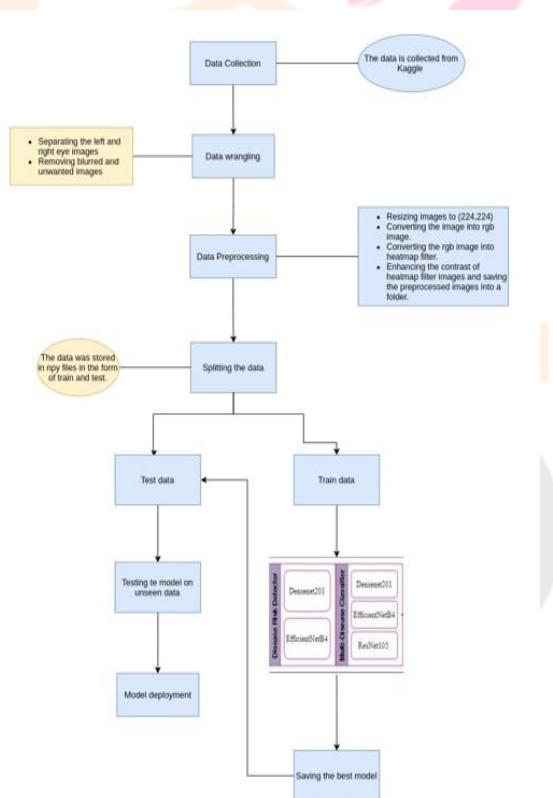 Data Collection
The data is collected from
Kaggle
• Separating the left and
right eye images
• Removing blurred and
unwanted images
Data wrangling
• Resizing images to (224,224)
• Converting the image into rgb
image.
• Converting the rgb image into
heatmap filter.
• Enhancing the contrast of
heatmap filter images and saving
the preprocessed images into a
folder.
Data Preprocessing
The data was stored
in npy files in the form
of train and test.
Splitting the data
Test data
Train data
Testing te model on
unseen data
Disease Risk Detector
Densenet201
EfficientNetB4
Multi-Disease Classifier
Densenet201
EfficientNetB4
ResNet105
Model deployment
Saving the best model